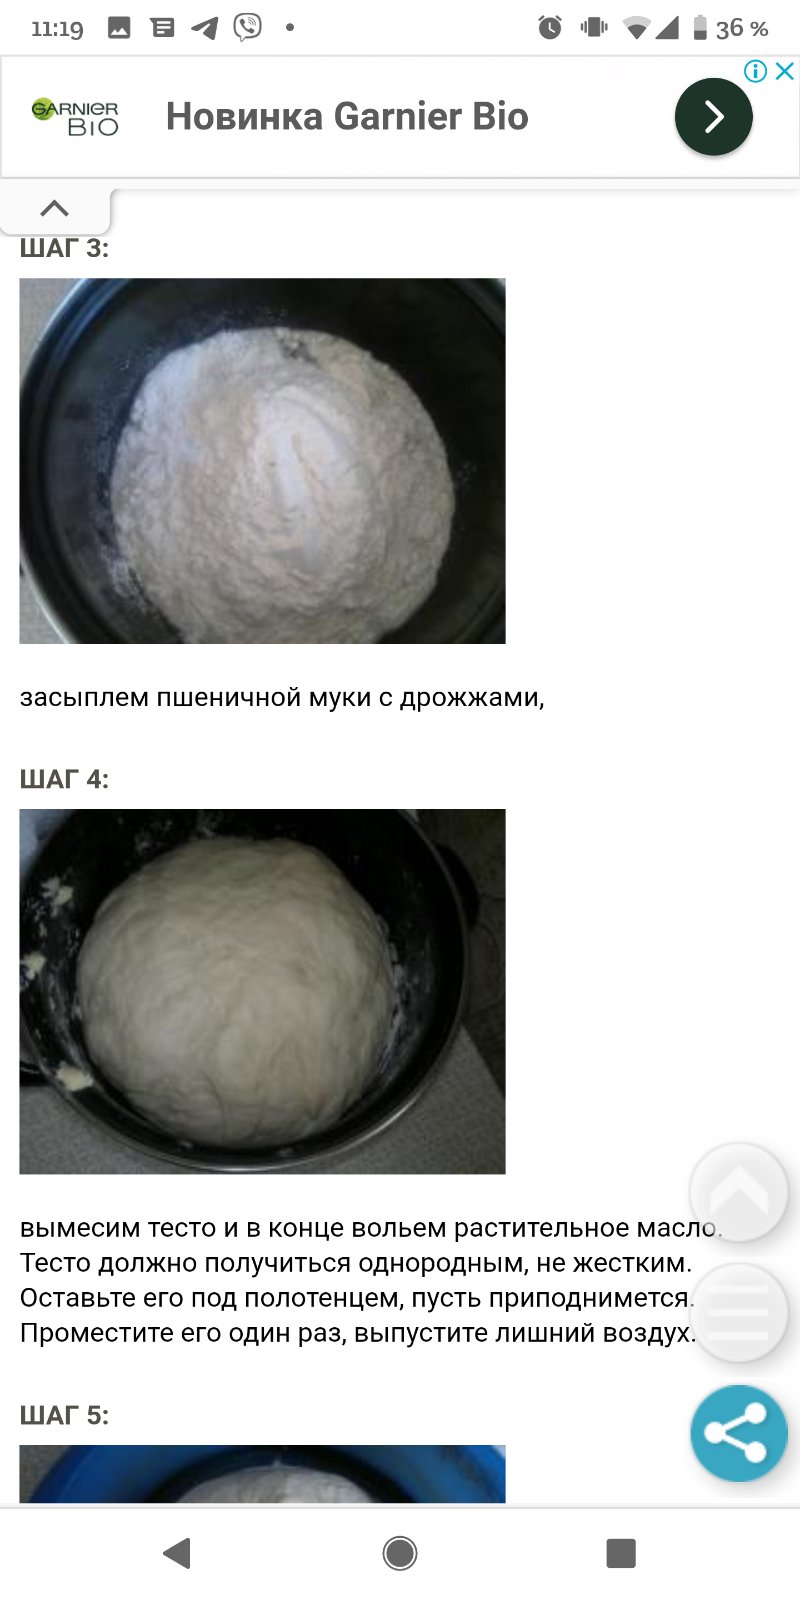 11:19
36 %
GARNIER
BIO
Новинка Garnier Bio
ШАГ 3:
засыплем пшеничной муки с дрожжами,
ШАГ 4:
вымесим тесто и в конце вольем растительное масло.
Тесто должно получиться однородным, не жестким.
Оставьте его под полотенцем, пусть приподнимется.
Проместите его один раз, выпустите лишний воздух.
ШАГ 5: